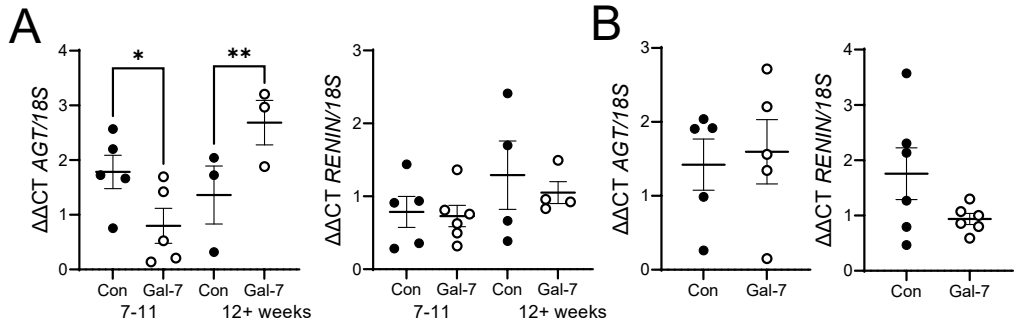 A
B
ΔΔCT AGT/18S
4
3
2
1
0
*
**
Con Gal-7 Con Gal-7
7-11 12+ weeks
ΔΔCT RENIN/18S
3
2
1
0
Con Gal-7 Con Gal-7
7-11 12+ weeks
ΔΔCT AGT/18S
3
2
1
0
Con Gal-7
ΔΔCT RENIN/18S
4
3
2
1
0
Con Gal-7